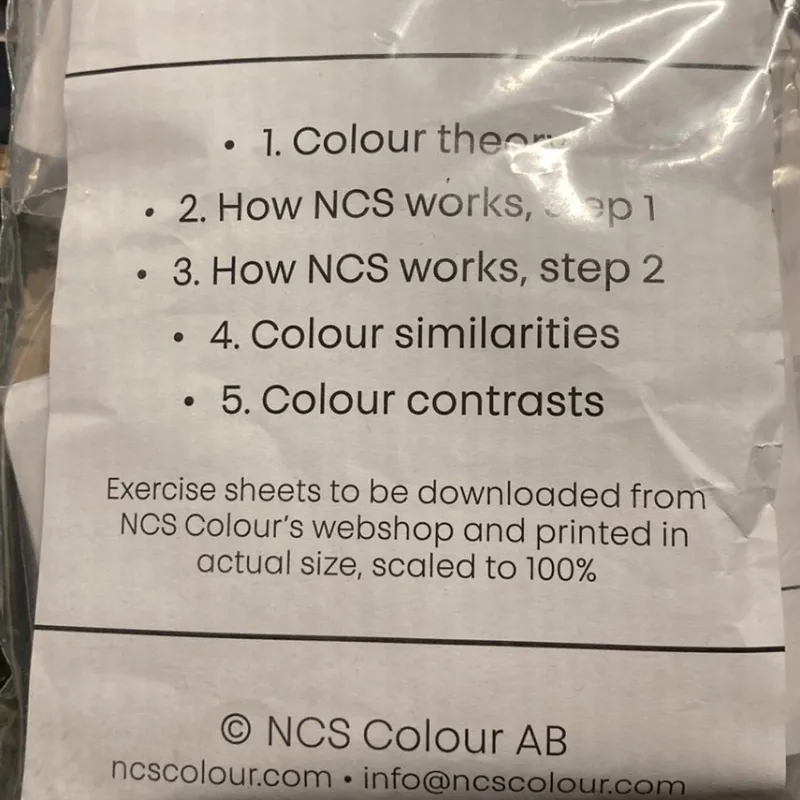 • 1. Colour theory
• 2. How NCS works, step 1
• 3. How NCS works, step 2
• 4. Colour similarities
• 5. Colour contrasts
Exercise sheets to be downloaded from
NCS Colour's webshop and printed in
actual size, scaled to 100%
© NCS Colour AB
ncscolour.com • info@ncscolour.com